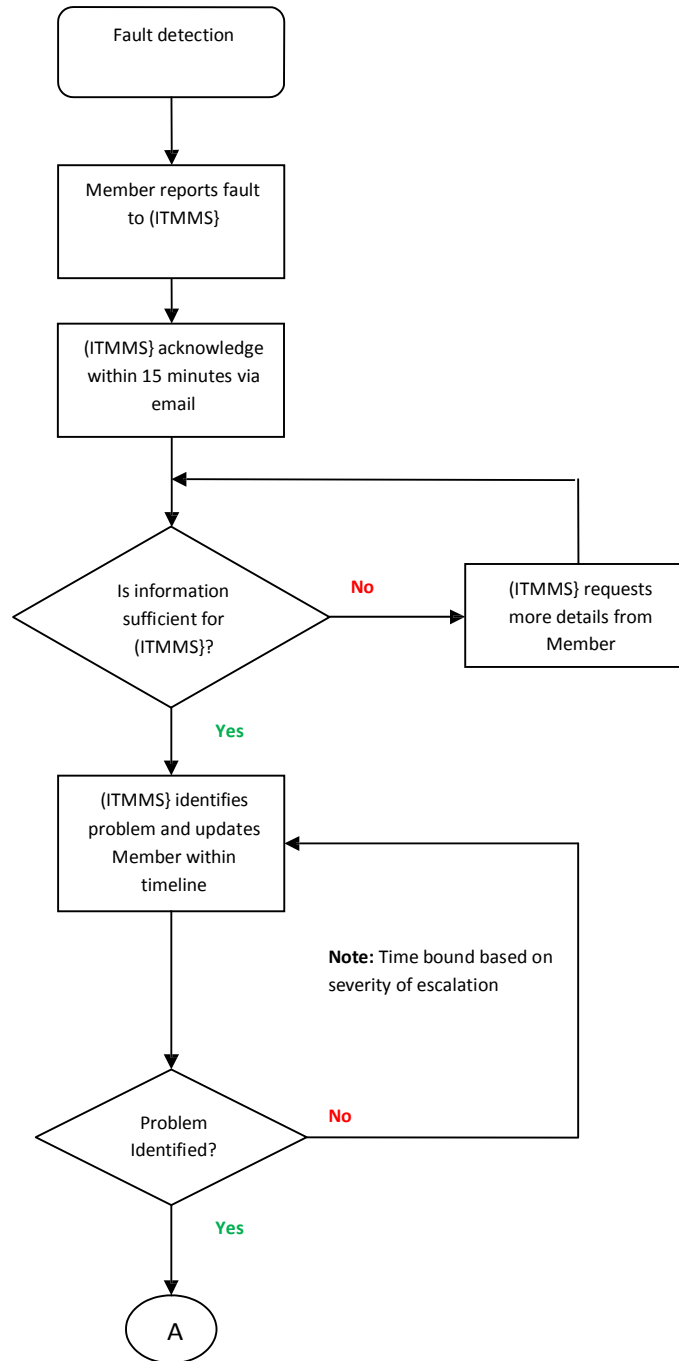 Fault detection
Member reports fault
to (ITMMS}
(ITMMS} acknowledge
within 15 minutes via
email
Is information
sufficient for
(ITMMS}?
No
(ITMMS} requests
more details from
Member
Yes
(ITMMS} identifies
problem and updates
Member within
timeline
Note: Time bound based on
severity of escalation
Problem
Identified?
No
Yes
A